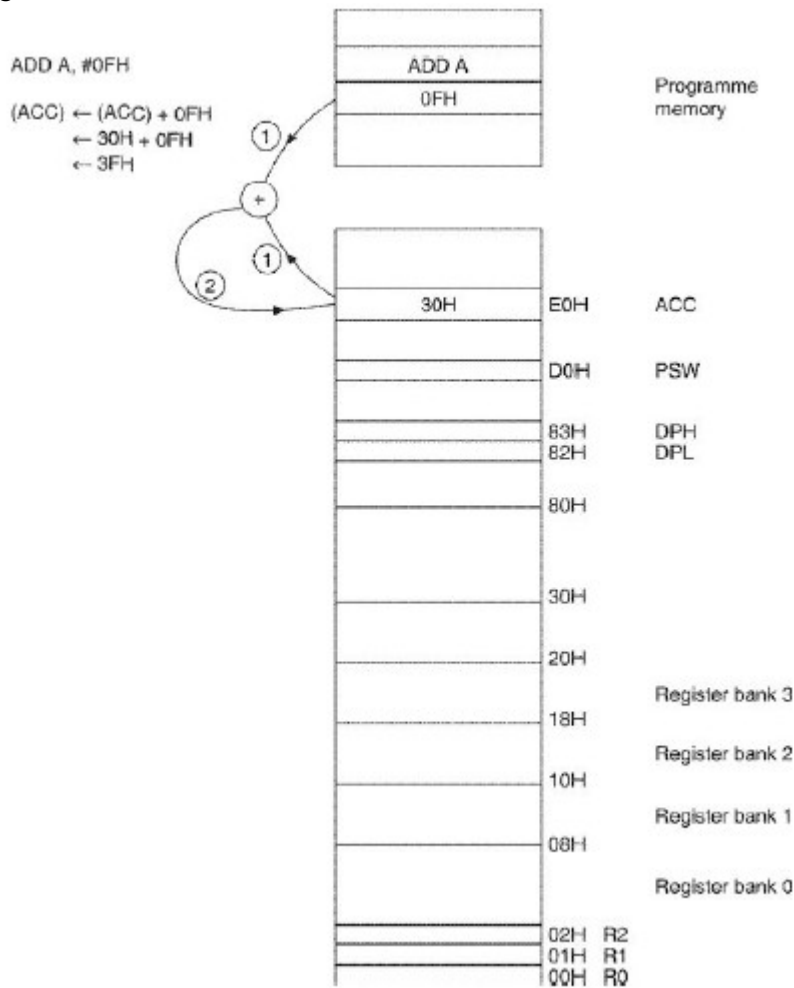 ADD A, #0FH
(ACC) ← (ACC) + 0FH
← 30H + 0FH
← 3FH
ADD A
0FH
Programme
memory
1
+
1
2
30H E0H ACC
D0H PSW
83H DPH
82H DPL
80H
30H
20H
Register bank 3
18H
Register bank 2
10H
Register bank 1
08H
Register bank 0
02H R2
01H R1
00H R0